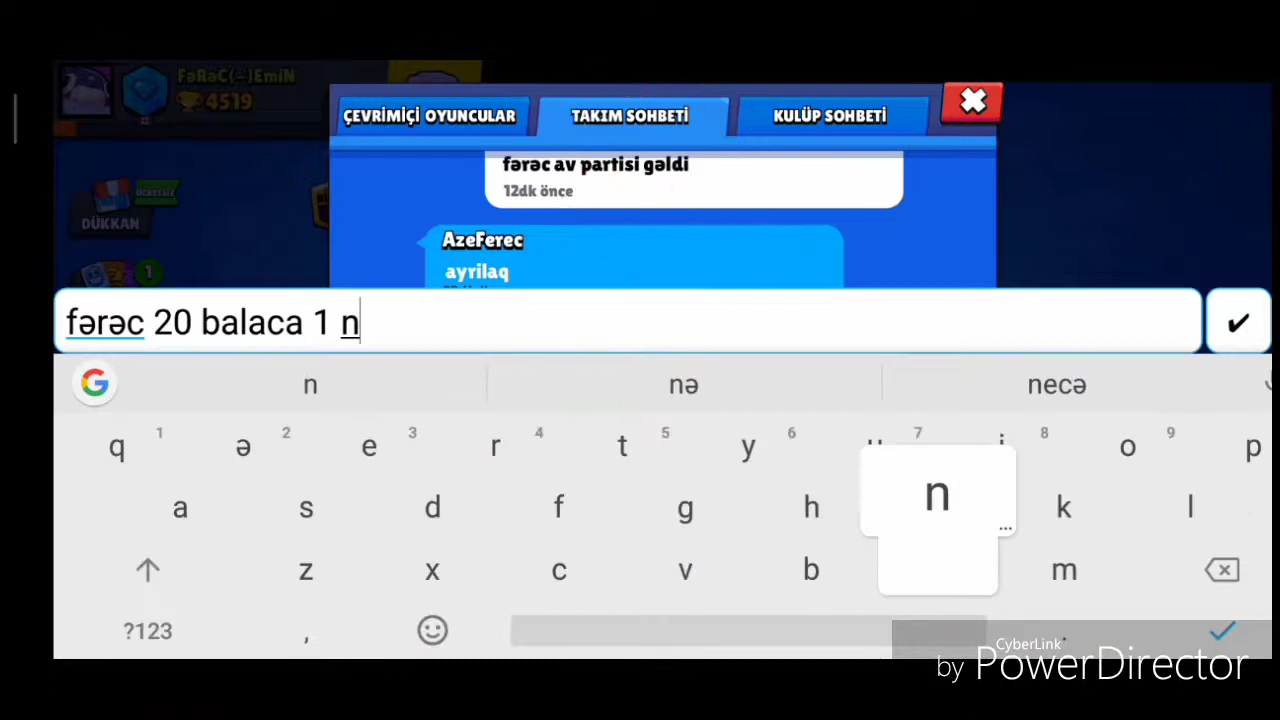 FəRəC(-)EmiN
4519
ÇEVRİMİÇİ OYUNCULAR
TAKIM SOHBETİ
KULÜP SOHBETİ
fərəc av partisi gəldi
12dk önce
ÜCRETSİZ
DÜKKAN
AzeFerec
ayrilaq
1
fərəc 20 balaca 1 n
n nə necə
1 2 3 4 5 6 7 8 9
q ə e r t y u i o p
a s d f g h k l
n
...
z x c v b m
?123 , .
CyberLink
by PowerDirector